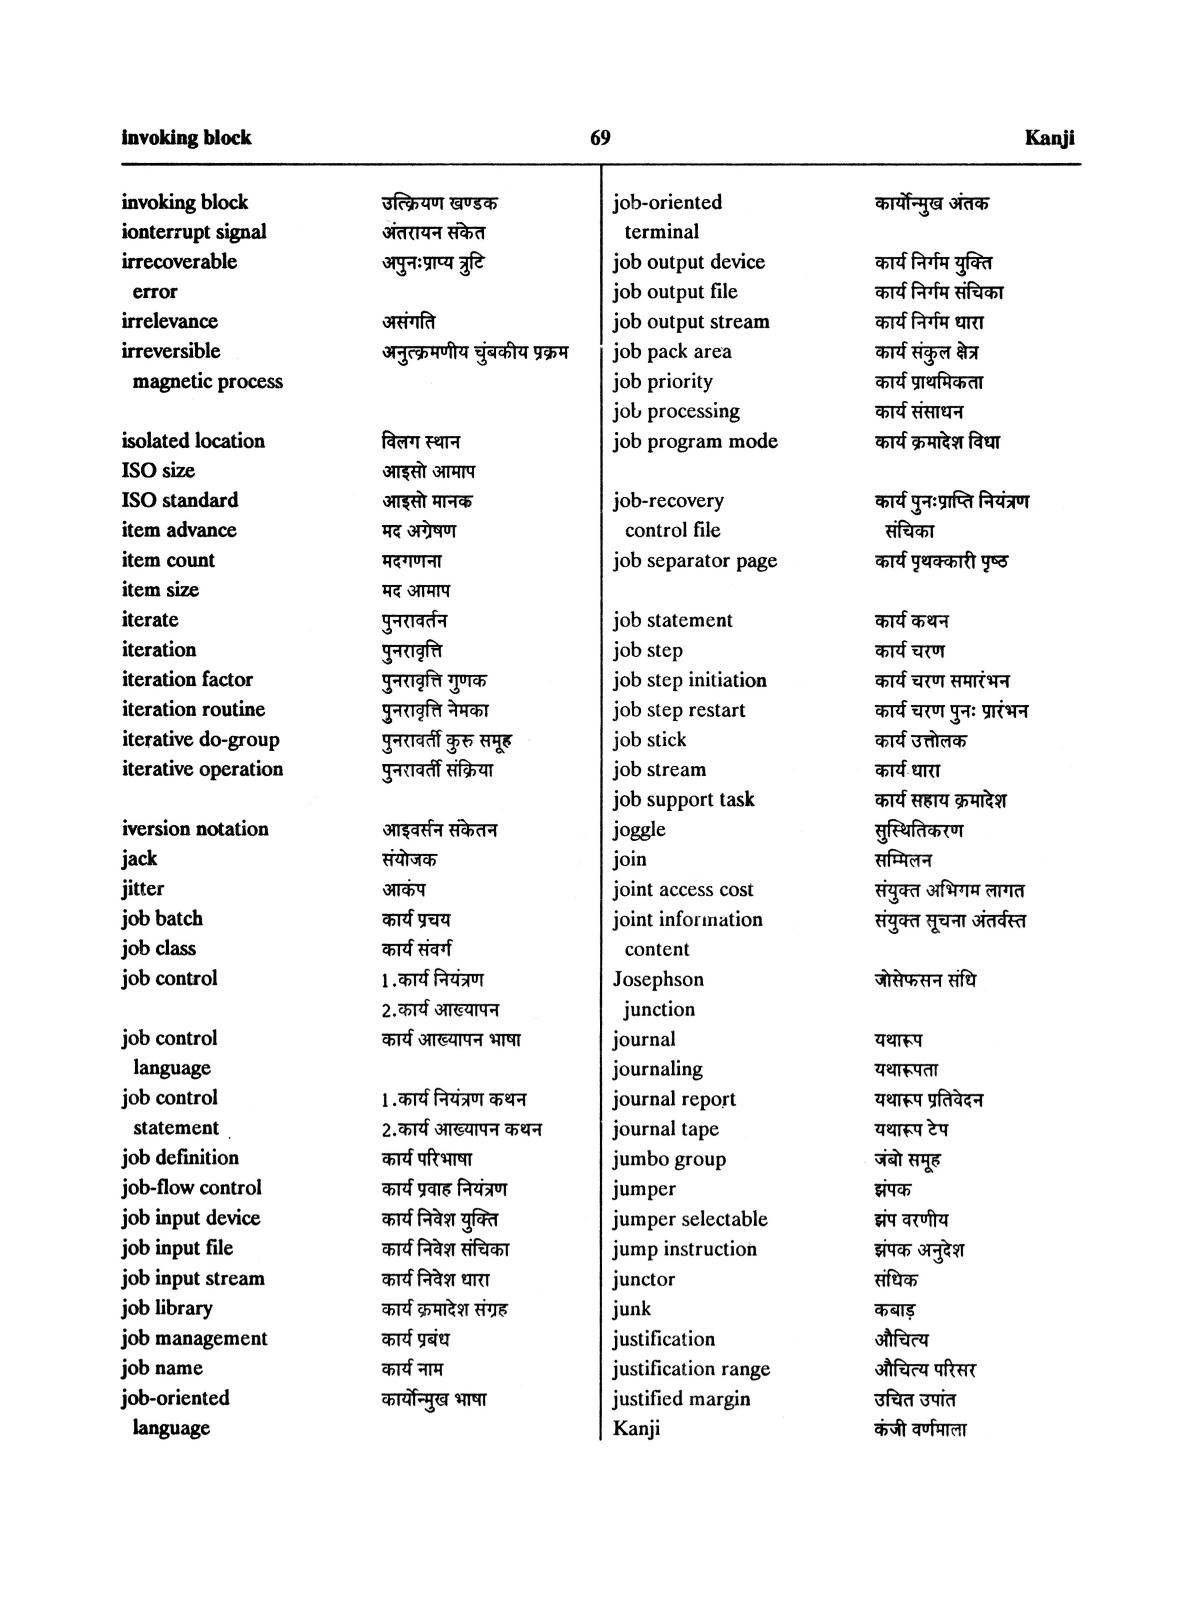 invoking block 69 Kanji
invoking block उत्क्रियण खण्डक
ionterrupt signal अंतरायन संकेत
irrecoverable अपुनःप्राप्य त्रुटि
error
irrelevance असंगति
irreversible अनुत्क्रमणीय चुंबकीय प्रक्रम
magnetic process
isolated location विलग स्थान
ISO size आइसो आमाप
ISO standard आइसो मानक
item advance मद अग्रेषण
item count मदगणना
item size मद आमाप
iterate पुनरावर्तन
iteration पुनरावृत्ति
iteration factor पुनरावृत्ति गुणक
iteration routine पुनरावृत्ति नेमका
iterative do-group पुनरावर्ती कुरु समूह
iterative operation पुनरावर्ती संक्रिया
iversion notation आइवर्सन संकेतन
jack संयोजक
jitter आकंप
job batch कार्य प्रचय
job class कार्य संवर्ग
job control 1.कार्य नियंत्रण
2.कार्य आख्यापन
job control कार्य आख्यापन भाषा
language
job control 1.कार्य नियंत्रण कथन
statement 2.कार्य आख्यापन कथन
job definition कार्य परिभाषा
job-flow control कार्य प्रवाह नियंत्रण
job input device कार्य निवेश युक्ति
job input file कार्य निवेश संचिका
job input stream कार्य निवेश धारा
job library कार्य क्रमादेश संग्रह
job management कार्य प्रबंध
job name कार्य नाम
job-oriented कार्योन्मुख भाषा
language
job-oriented कार्योन्मुख अंतक
terminal
job output device कार्य निर्गम युक्ति
job output file कार्य निर्गम संचिका
job output stream कार्य निर्गम धारा
job pack area कार्य संकुल क्षेत्र
job priority कार्य प्राथमिकता
job processing कार्य संसाधन
job program mode कार्य क्रमादेश विधा
job-recovery कार्य पुनःप्राप्ति नियंत्रण
control file संचिका
job separator page कार्य पृथक्कारी पृष्ठ
job statement कार्य कथन
job step कार्य चरण
job step initiation कार्य चरण समारंभन
job step restart कार्य चरण पुनः प्रारंभन
job stick कार्य उत्तोलक
job stream कार्य धारा
job support task कार्य सहाय क्रमादेश
joggle सुस्थितिकरण
join सम्मिलन
joint access cost संयुक्त अभिगम लागत
joint information संयुक्त सूचना अंतर्वस्त
content
Josephson जोसेफसन संधि
junction
journal यथारूप
journaling यथारूपता
journal report यथारूप प्रतिवेदन
journal tape यथारूप टेप
jumbo group जंबो समूह
jumper झंपक
jumper selectable झंप वरणीय
jump instruction झंपक अनुदेश
junctor संधिक
junk कबाड़
justification औचित्य
justification range औचित्य परिसर
justified margin उचित उपांत
Kanji कंजी वर्णमाला